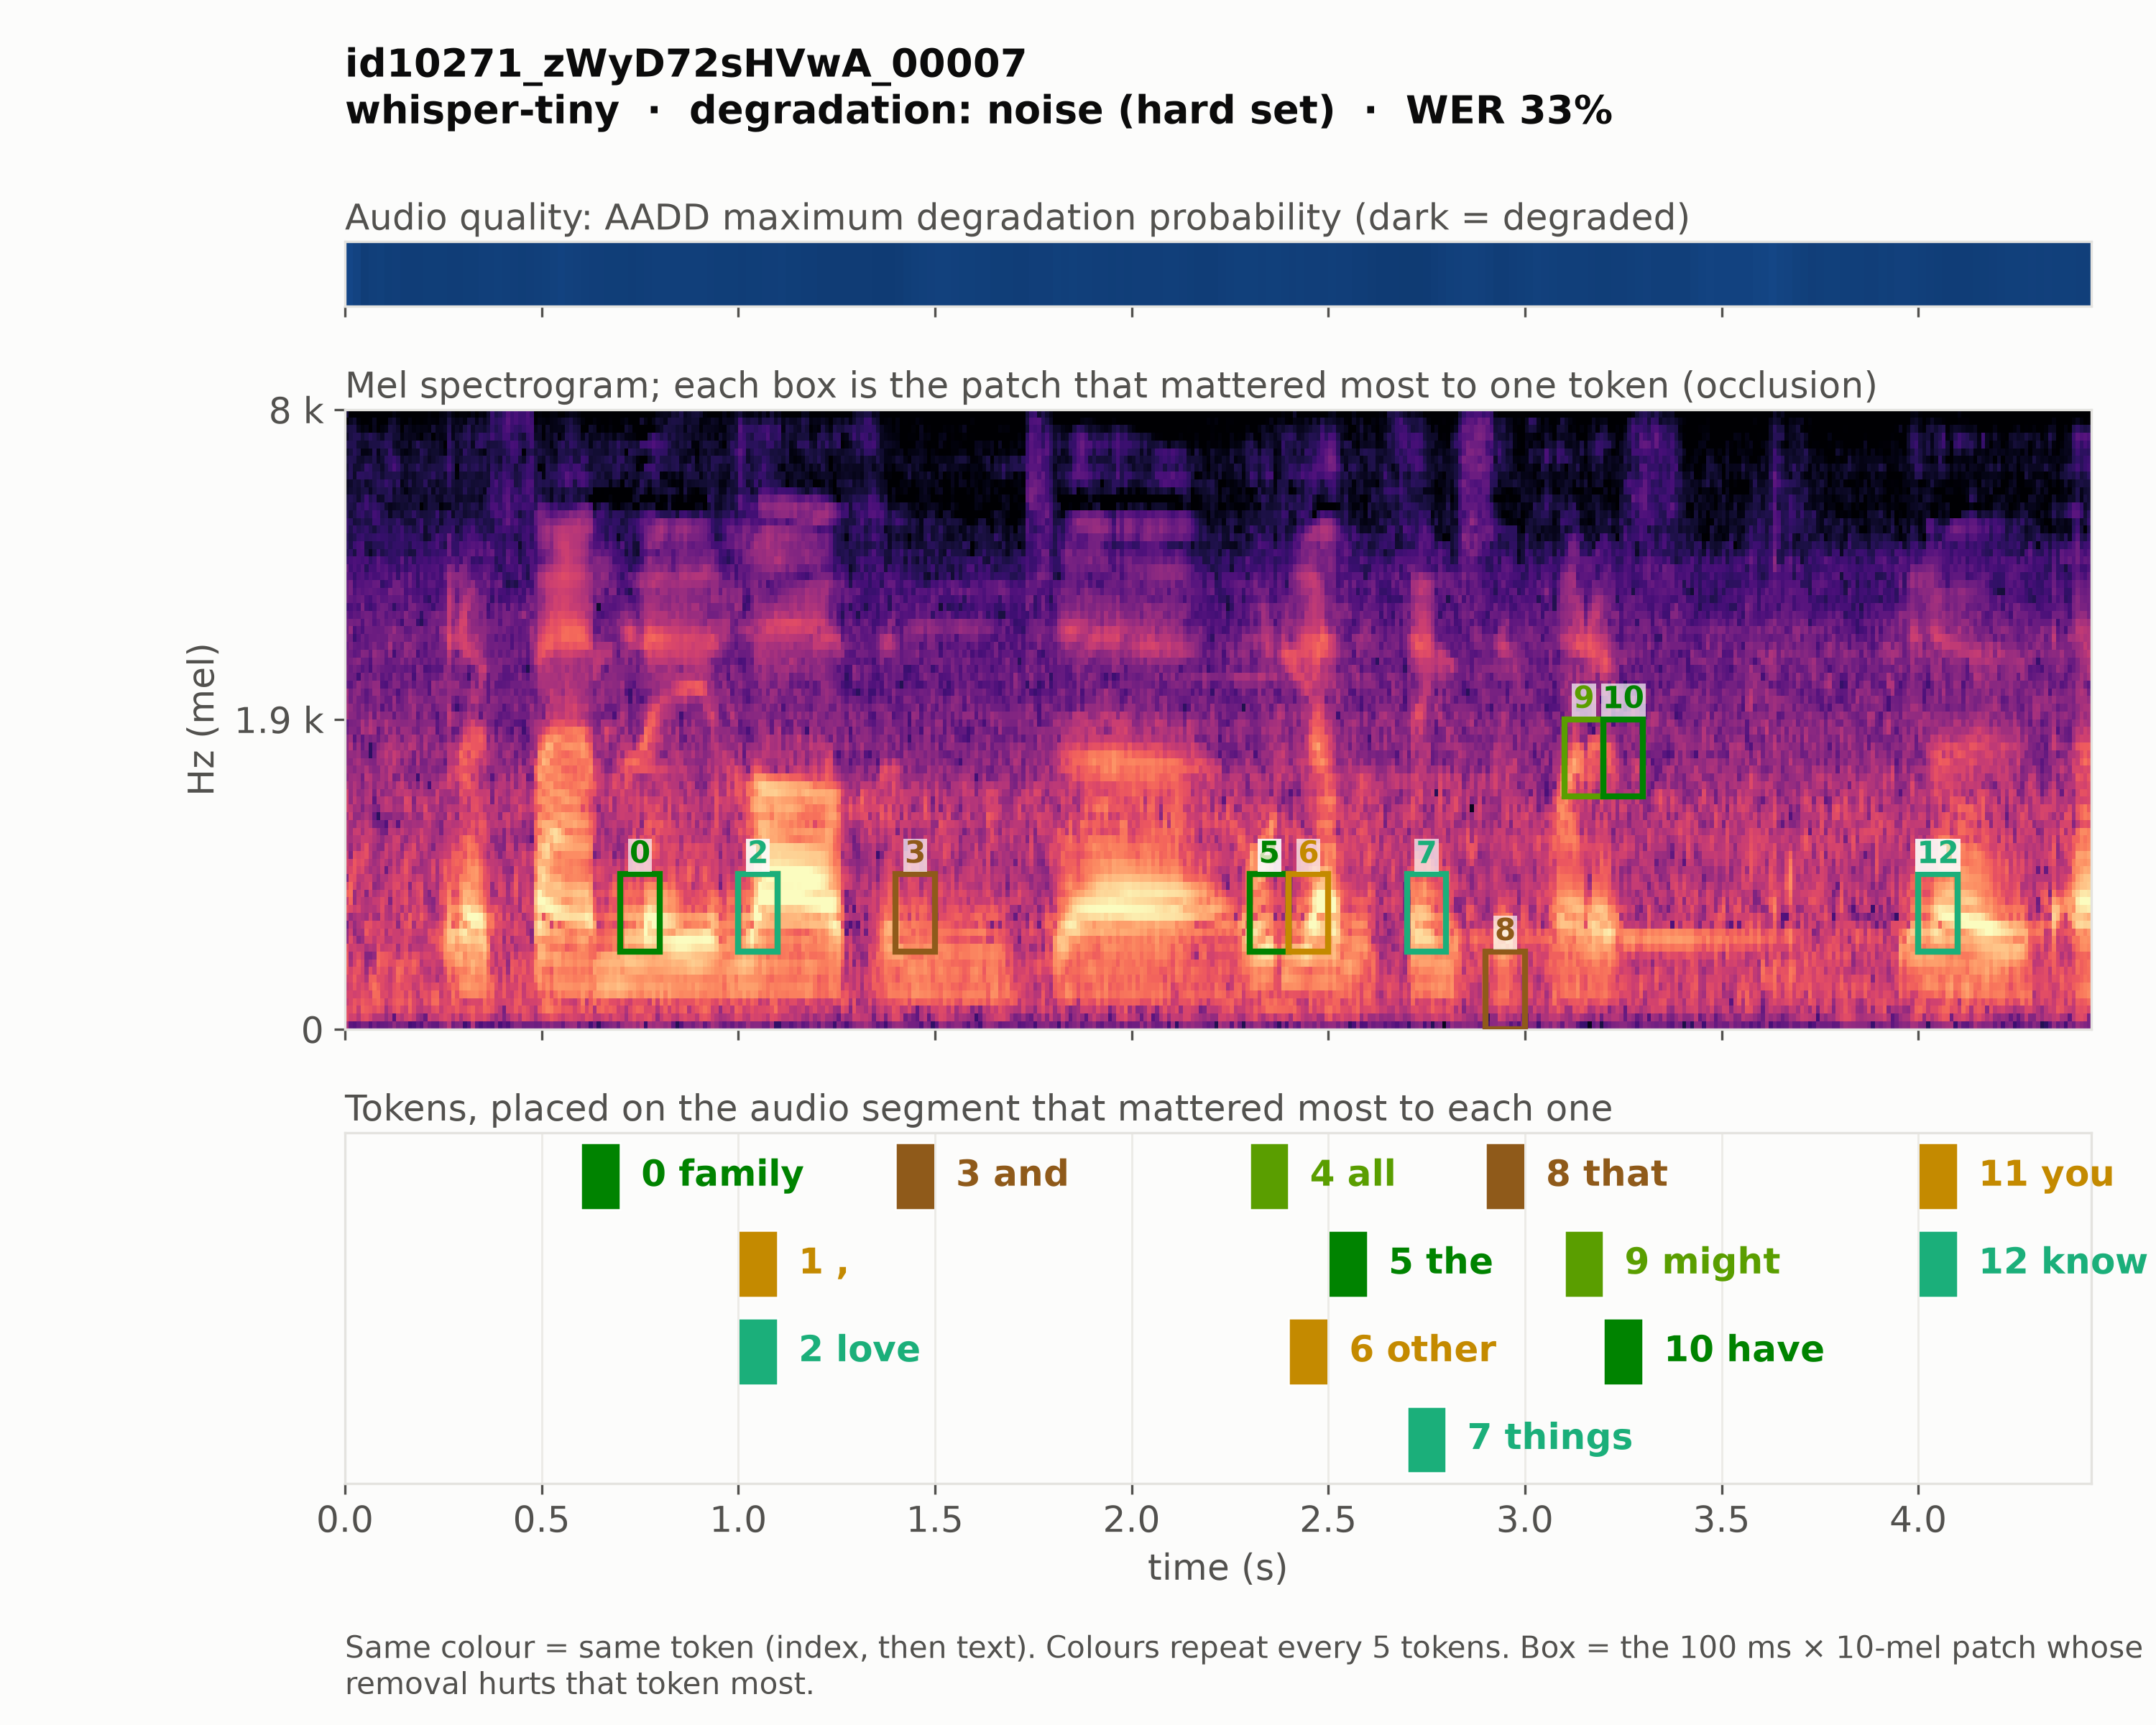 id10271_zWyD72sHVwA_00007
whisper-tiny · degradation: noise (hard set) · WER 33%
Audio quality: AADD maximum degradation probability (dark = degraded)
Mel spectrogram; each box is the patch that mattered most to one token (occlusion)
8 k
1.9 k
0
Hz (mel)
9 10
0 2 3 5 6 7 12
8
Tokens, placed on the audio segment that mattered most to each one
0 family 3 and 4 all 8 that 11 you
1 , 5 the 9 might 12 know
2 love 6 other 10 have
7 things
0.0 0.5 1.0 1.5 2.0 2.5 3.0 3.5 4.0
time (s)
Same colour = same token (index, then text). Colours repeat every 5 tokens. Box = the 100 ms × 10-mel patch whose
removal hurts that token most.